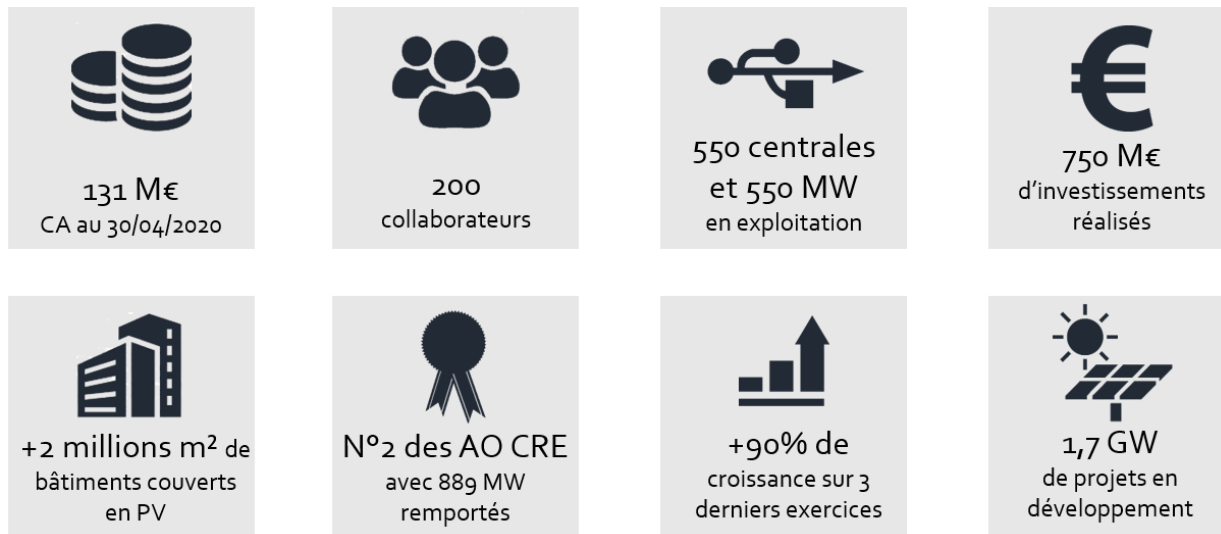 131 M€
CA au 30/04/2020
200
collaborateurs
550 centrales
et 550 MW
en exploitation
750 M€
d’investissements
réalisés
+2 millions m² de
bâtiments couverts
en PV
N°2 des AO CRE
avec 889 MW
remportés
+90% de
croissance sur 3
derniers exercices
1,7 GW
de projets en
développement